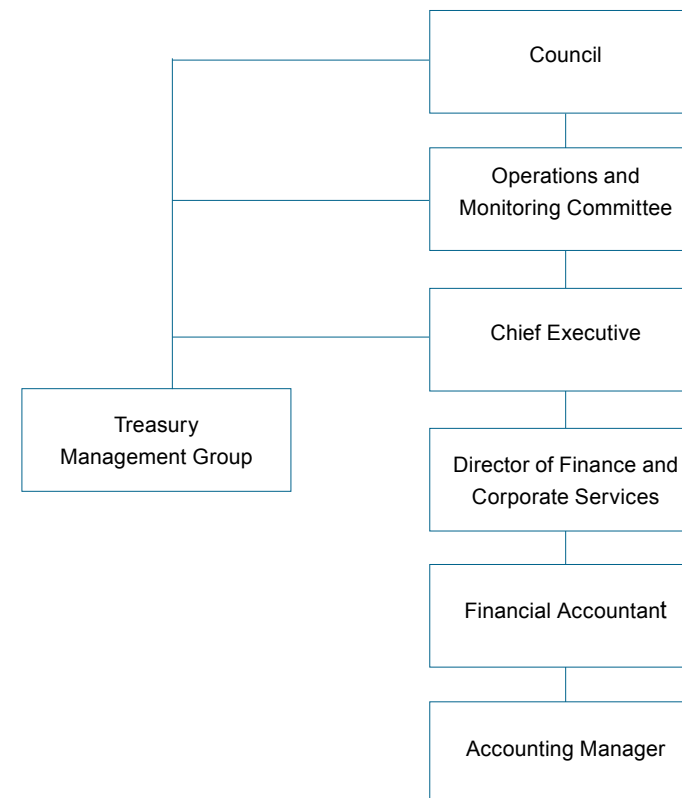 Council
Operations and
Monitoring Committee
Chief Executive
Treasury
Management Group
Director of Finance and
Corporate Services
Financial Accountant
Accounting Manager